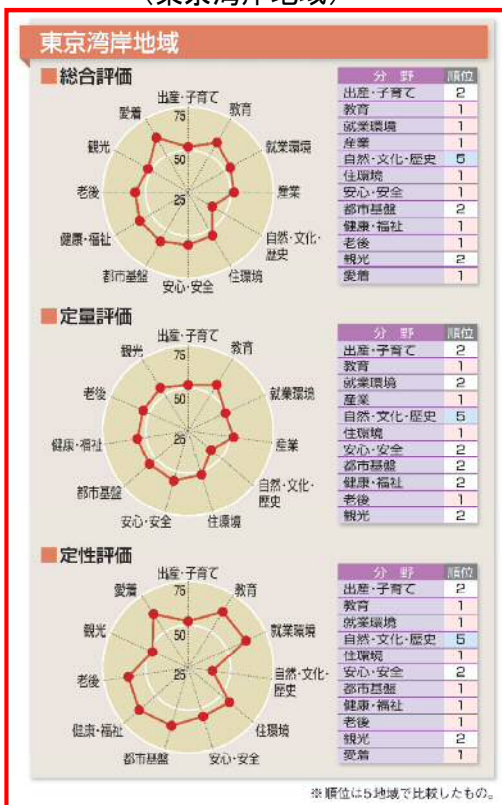 （東京湾岸地域）
東京湾岸地域
■総合評価
出産・子育て
教育
就業環境
産業
自然・文化・
歴史
住環境
安心・安全
都市基盤
健康・福祉
老後
観光
愛着
75
50
25
分野 順位
出産・子育て 2
教育 1
就業環境 1
産業 1
自然・文化・歴史 5
住環境 1
安心・安全 1
都市基盤 2
健康・福祉 1
老後 1
観光 2
愛着 1
■定量評価
出産・子育て
教育
就業環境
産業
自然・文化・
歴史
住環境
安心・安全
都市基盤
健康・福祉
老後
観光
75
50
25
分野 順位
出産・子育て 2
教育 1
就業環境 2
産業 1
自然・文化・歴史 5
住環境 1
安心・安全 2
都市基盤 2
健康・福祉 2
老後 1
観光 2
■定性評価
出産・子育て
教育
就業環境
自然・文化・
歴史
住環境
安心・安全
都市基盤
健康・福祉
老後
観光
愛着
75
50
25
分野 順位
出産・子育て 2
教育 1
就業環境 1
自然・文化・歴史 5
住環境 1
安心・安全 2
都市基盤 1
健康・福祉 1
老後 1
観光 2
愛着 1
※順位は5地域で比較したもの。